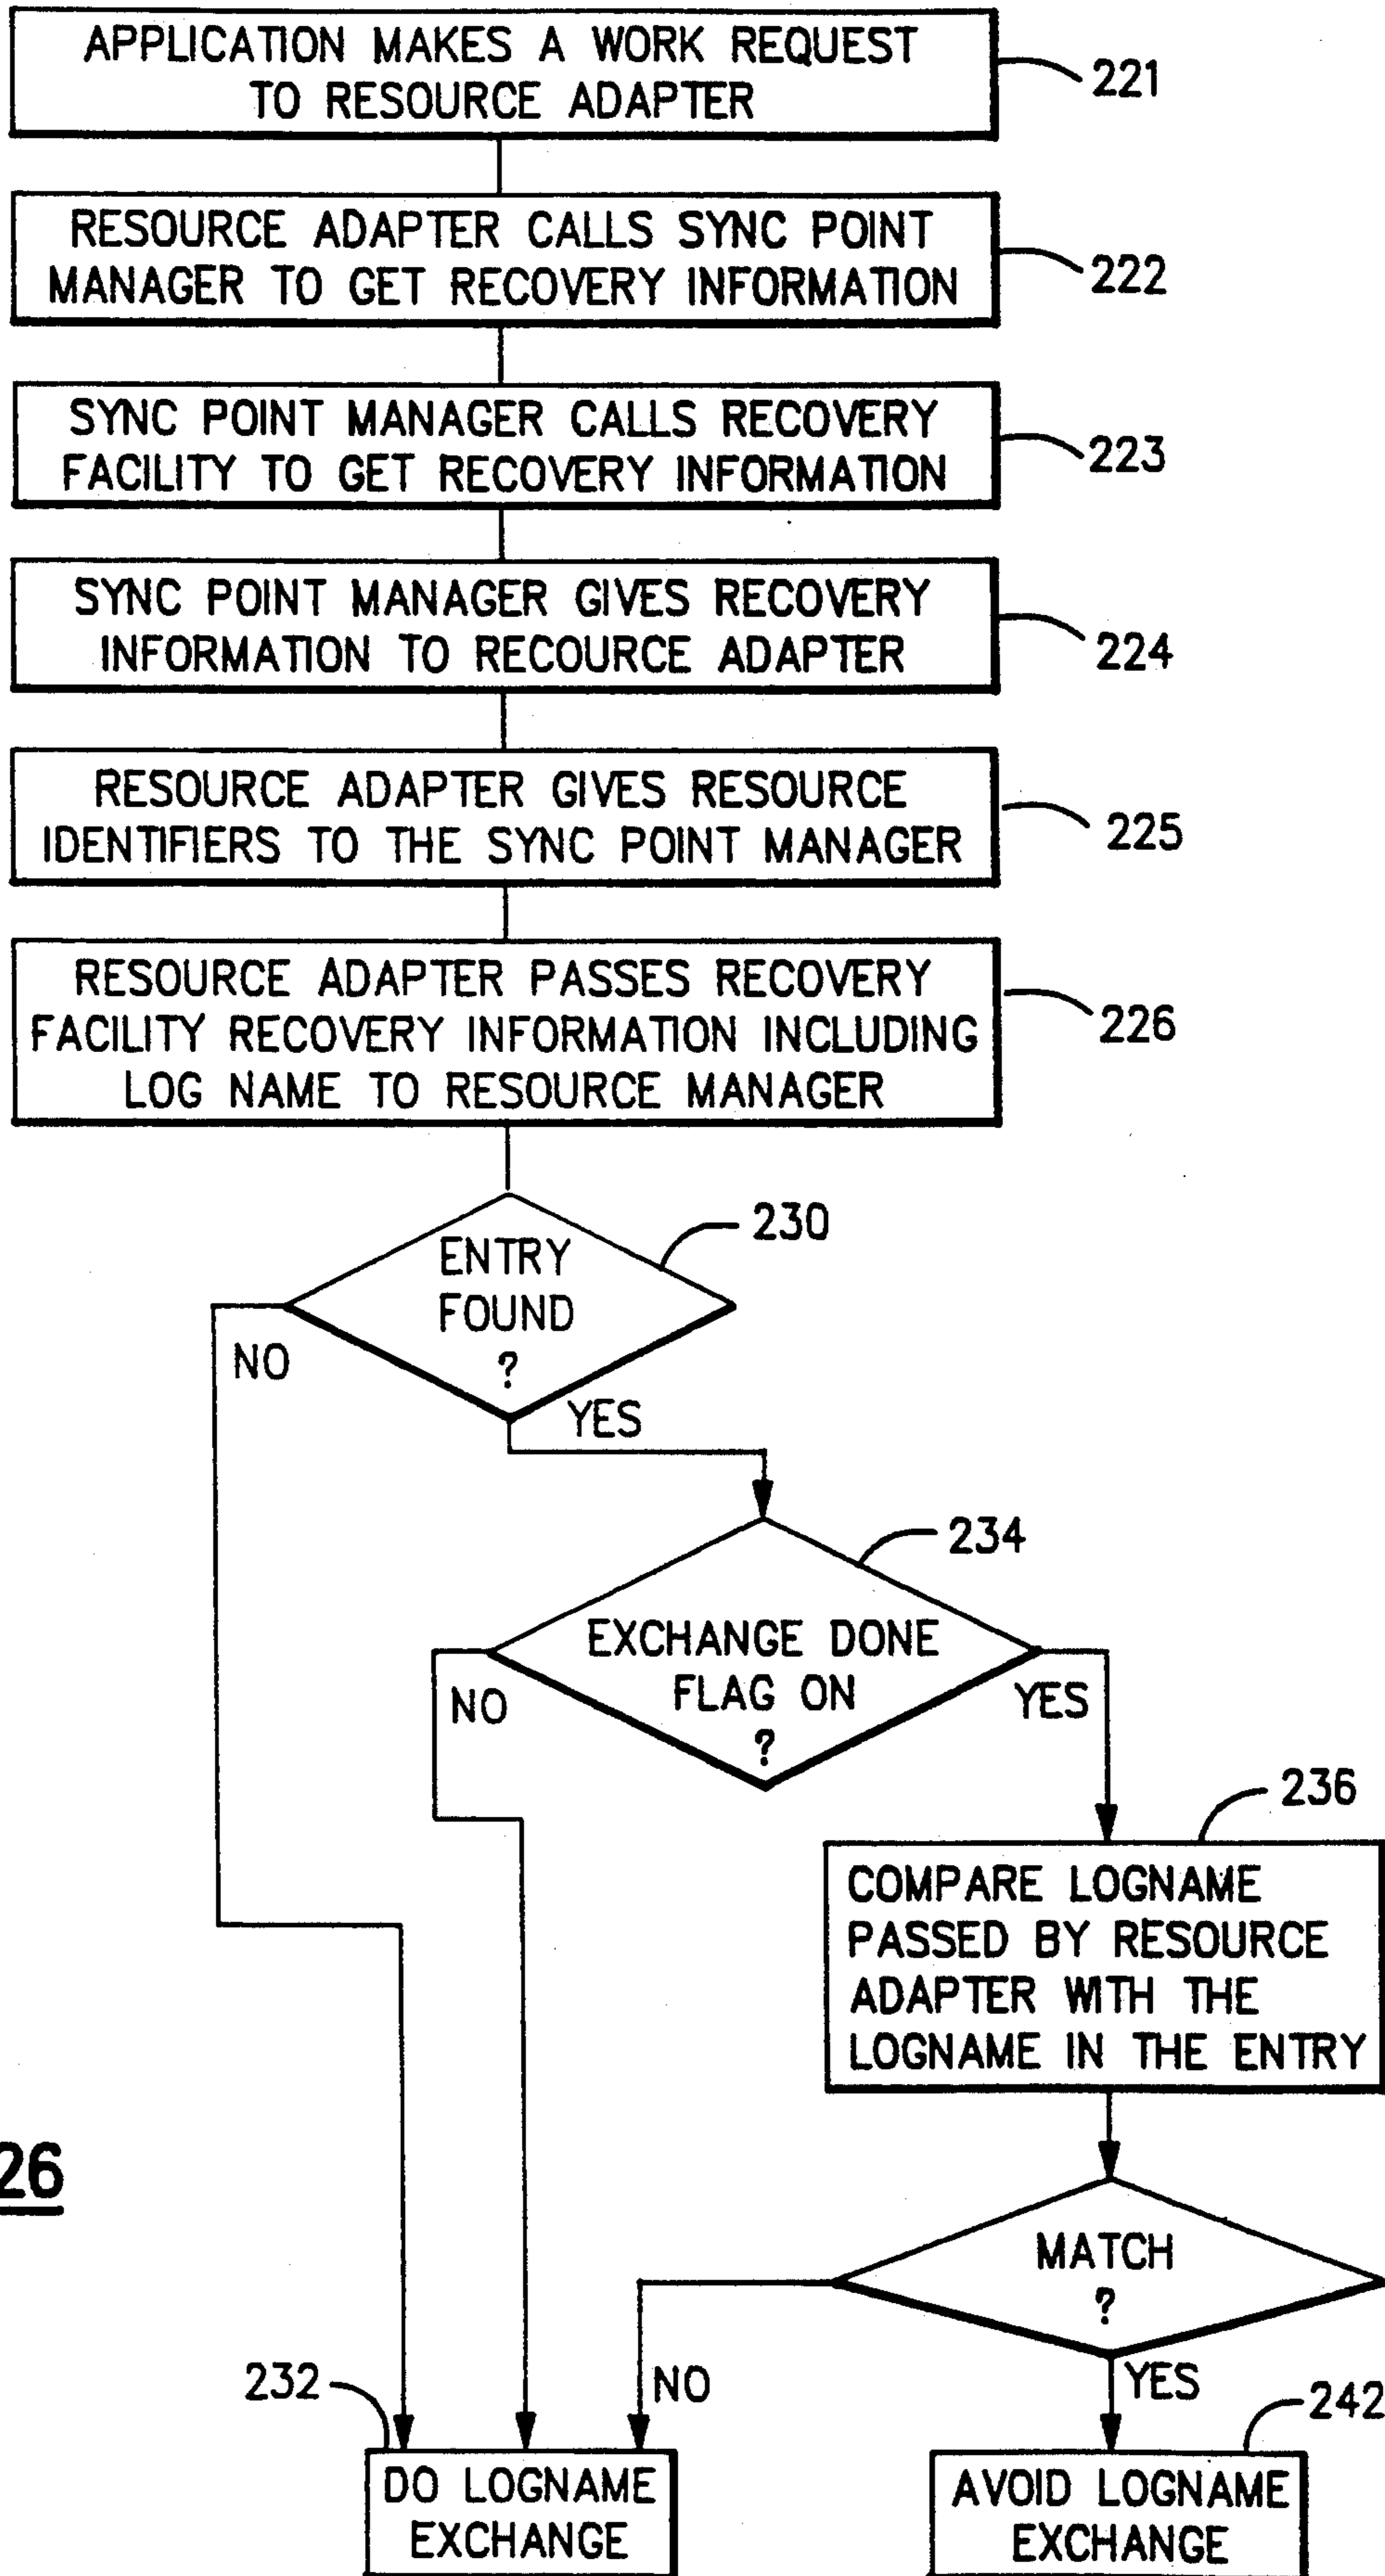 APPLICATION MAKES A WORK REQUEST
TO RESOURCE ADAPTER
221
RESOURCE ADAPTER CALLS SYNC POINT
MANAGER TO GET RECOVERY INFORMATION
222
SYNC POINT MANAGER CALLS RECOVERY
FACILITY TO GET RECOVERY INFORMATION
223
SYNC POINT MANAGER GIVES RECOVERY
INFORMATION TO RECOURCE ADAPTER
224
RESOURCE ADAPTER GIVES RESOURCE
IDENTIFIERS TO THE SYNC POINT MANAGER
225
RESOURCE ADAPTER PASSES RECOVERY
FACILITY RECOVERY INFORMATION INCLUDING
LOG NAME TO RESOURCE MANAGER
226
230
ENTRY
FOUND
?
NO
YES
234
EXCHANGE DONE
FLAG ON
?
NO
YES
236
COMPARE LOGNAME
PASSED BY RESOURCE
ADAPTER WITH THE
LOGNAME IN THE ENTRY
26
MATCH
?
NO
YES
232
242
DO LOGNAME
EXCHANGE
AVOID LOGNAME
EXCHANGE